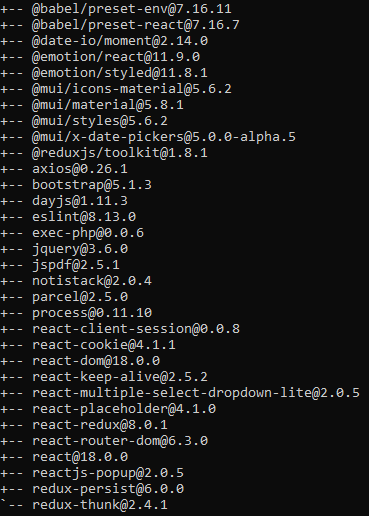 +-- @babel/preset-env@7.16.11
+-- @babel/preset-react@7.16.7
+-- @date-io/moment@2.14.0
+-- @emotion/react@11.9.0
+-- @emotion/styled@11.8.1
+-- @mui/icons-material@5.6.2
+-- @mui/material@5.8.1
+-- @mui/styles@5.6.2
+-- @mui/x-date-pickers@5.0.0-alpha.5
+-- @reduxjs/toolkit@1.8.1
+-- axios@0.26.1
+-- bootstrap@5.1.3
+-- dayjs@1.11.3
+-- eslint@8.13.0
+-- exec-php@0.0.6
+-- jquery@3.6.0
+-- jspdf@2.5.1
+-- notistack@2.0.4
+-- parcel@2.5.0
+-- process@0.11.10
+-- react-client-session@0.0.8
+-- react-cookie@4.1.1
+-- react-dom@18.0.0
+-- react-keep-alive@2.5.2
+-- react-multiple-select-dropdown-lite@2.0.5
+-- react-placeholder@4.1.0
+-- react-redux@8.0.1
+-- react-router-dom@6.3.0
+-- react@18.0.0
+-- reactjs-popup@2.0.5
+-- redux-persist@6.0.0
`-- redux-thunk@2.4.1